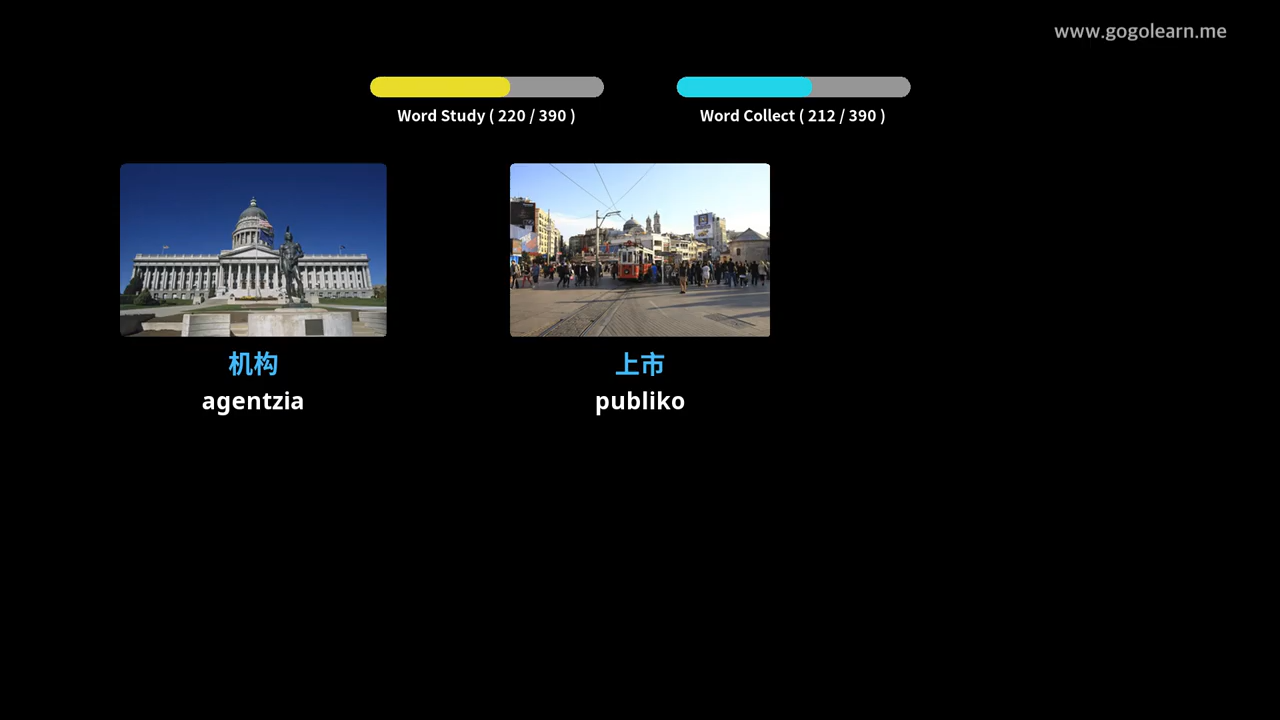 www.gogolearn.me
Word Study ( 220 / 390 )
Word Collect ( 212 / 390 )
机构
agentzia
上市
publiko